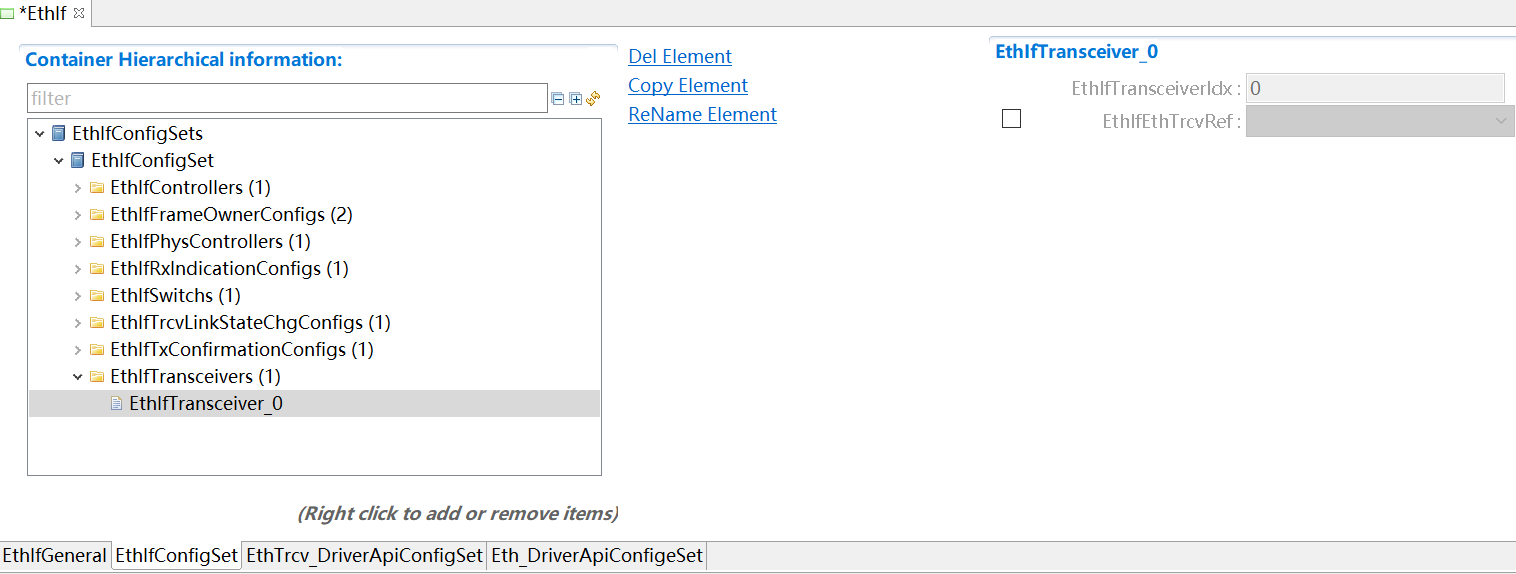 *EthIf
Container Hierarchical information:
filter
EthIfConfigSets
EthIfConfigSet
EthIfControllers (1)
EthIfFrameOwnerConfigs (2)
EthIfPhysControllers (1)
EthIfRxIndicationConfigs (1)
EthIfSwitchs (1)
EthIfTrcvLinkStateChgConfigs (1)
EthIfTxConfirmationConfigs (1)
EthIfTransceivers (1)
EthIfTransceiver_0
(Right click to add or remove items)
Del Element
Copy Element
ReName Element
EthIfTransceiver_0
EthIfTransceiverIdx : 0
EthIfEthTrcvRef :
EthIfGeneral EthIfConfigSet EthTrcv_DriverApiConfigSet Eth_DriverApiConfigeSet